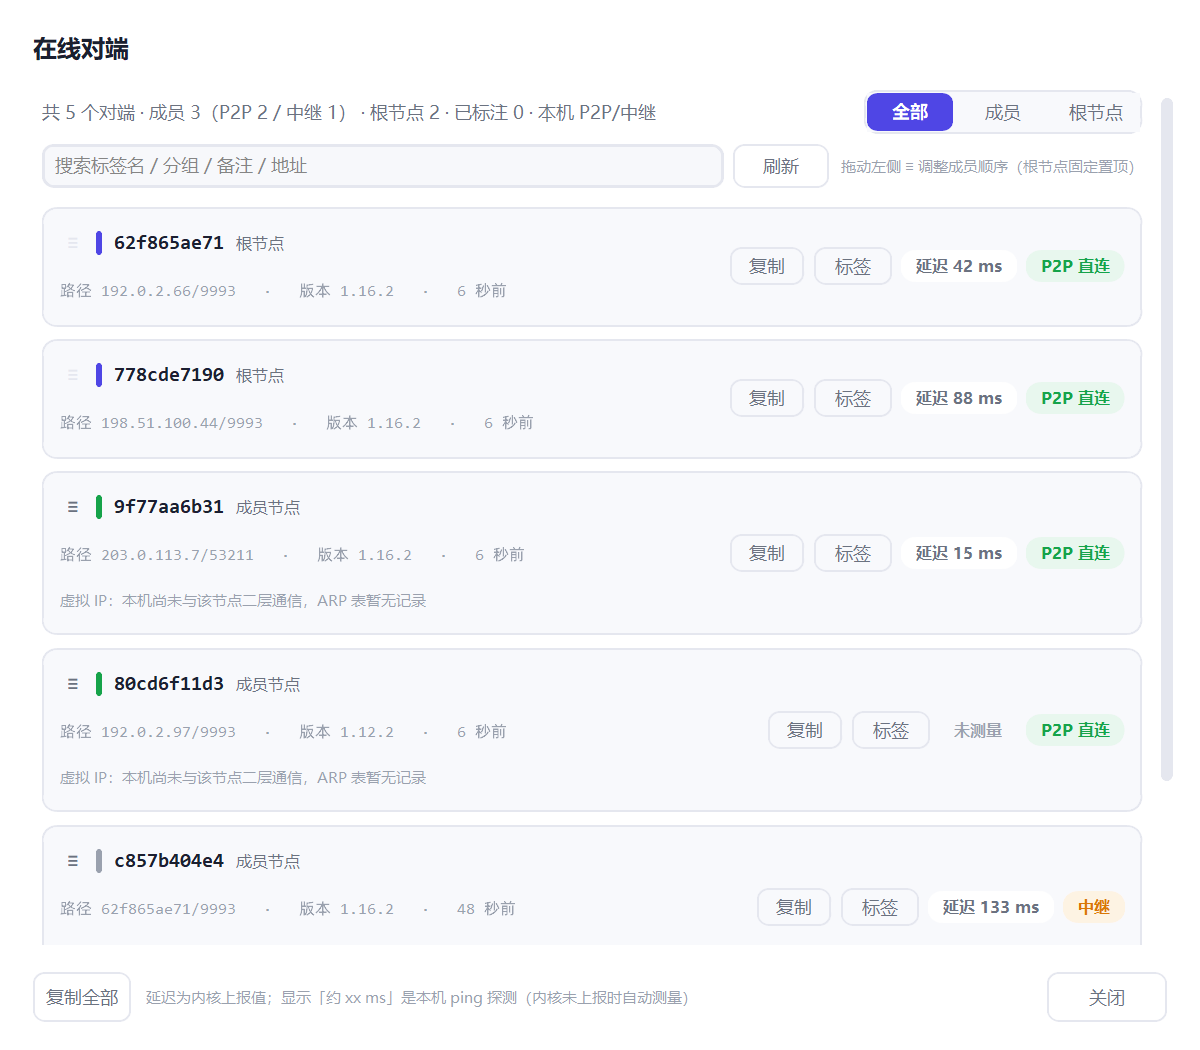 在线对端
共 5 个对端 · 成员 3（P2P 2 / 中继 1） · 根节点 2 · 已标注 0 · 本机 P2P/中继
全部 成员 根节点
搜索标签名 / 分组 / 备注 / 地址 刷新 拖动左侧 ≡ 调整成员顺序（根节点固定置顶）
≡ 62f865ae71 根节点
复制 标签 延迟 42 ms P2P 直连
路径 192.0.2.66/9993 · 版本 1.16.2 · 6 秒前
≡ 778cde7190 根节点
复制 标签 延迟 88 ms P2P 直连
路径 198.51.100.44/9993 · 版本 1.16.2 · 6 秒前
≡ 9f77aa6b31 成员节点
路径 203.0.113.7/53211 · 版本 1.16.2 · 6 秒前
复制 标签 延迟 15 ms P2P 直连
虚拟 IP：本机尚未与该节点二层通信，ARP 表暂无记录
≡ 80cd6f11d3 成员节点
路径 192.0.2.97/9993 · 版本 1.12.2 · 6 秒前
复制 标签 未测量 P2P 直连
虚拟 IP：本机尚未与该节点二层通信，ARP 表暂无记录
≡ c857b404e4 成员节点
路径 62f865ae71/9993 · 版本 1.16.2 · 48 秒前
复制 标签 延迟 133 ms 中继
复制全部 延迟为内核上报值；显示「约 xx ms」是本机 ping 探测（内核未上报时自动测量） 关闭